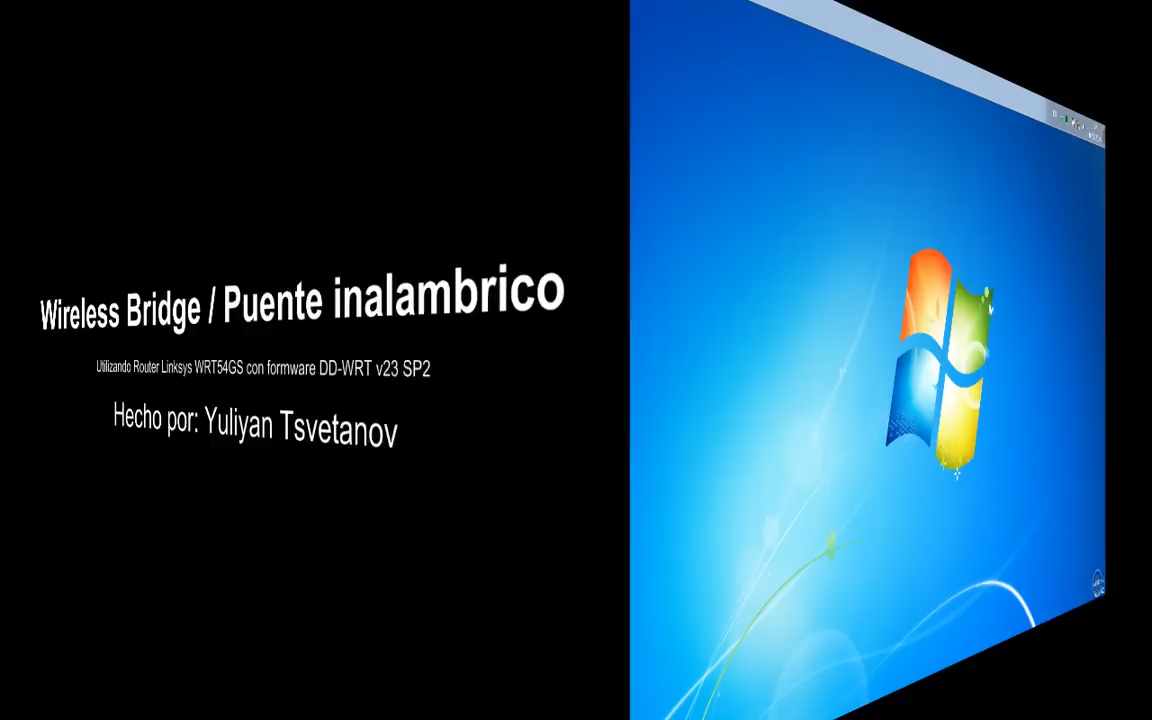 Wireless Bridge / Puente inalambrico
Utilizando Router Linksys WRT54GS con formware DD-WRT v23 SP2
Hecho por: Yuliyan Tsvetanov